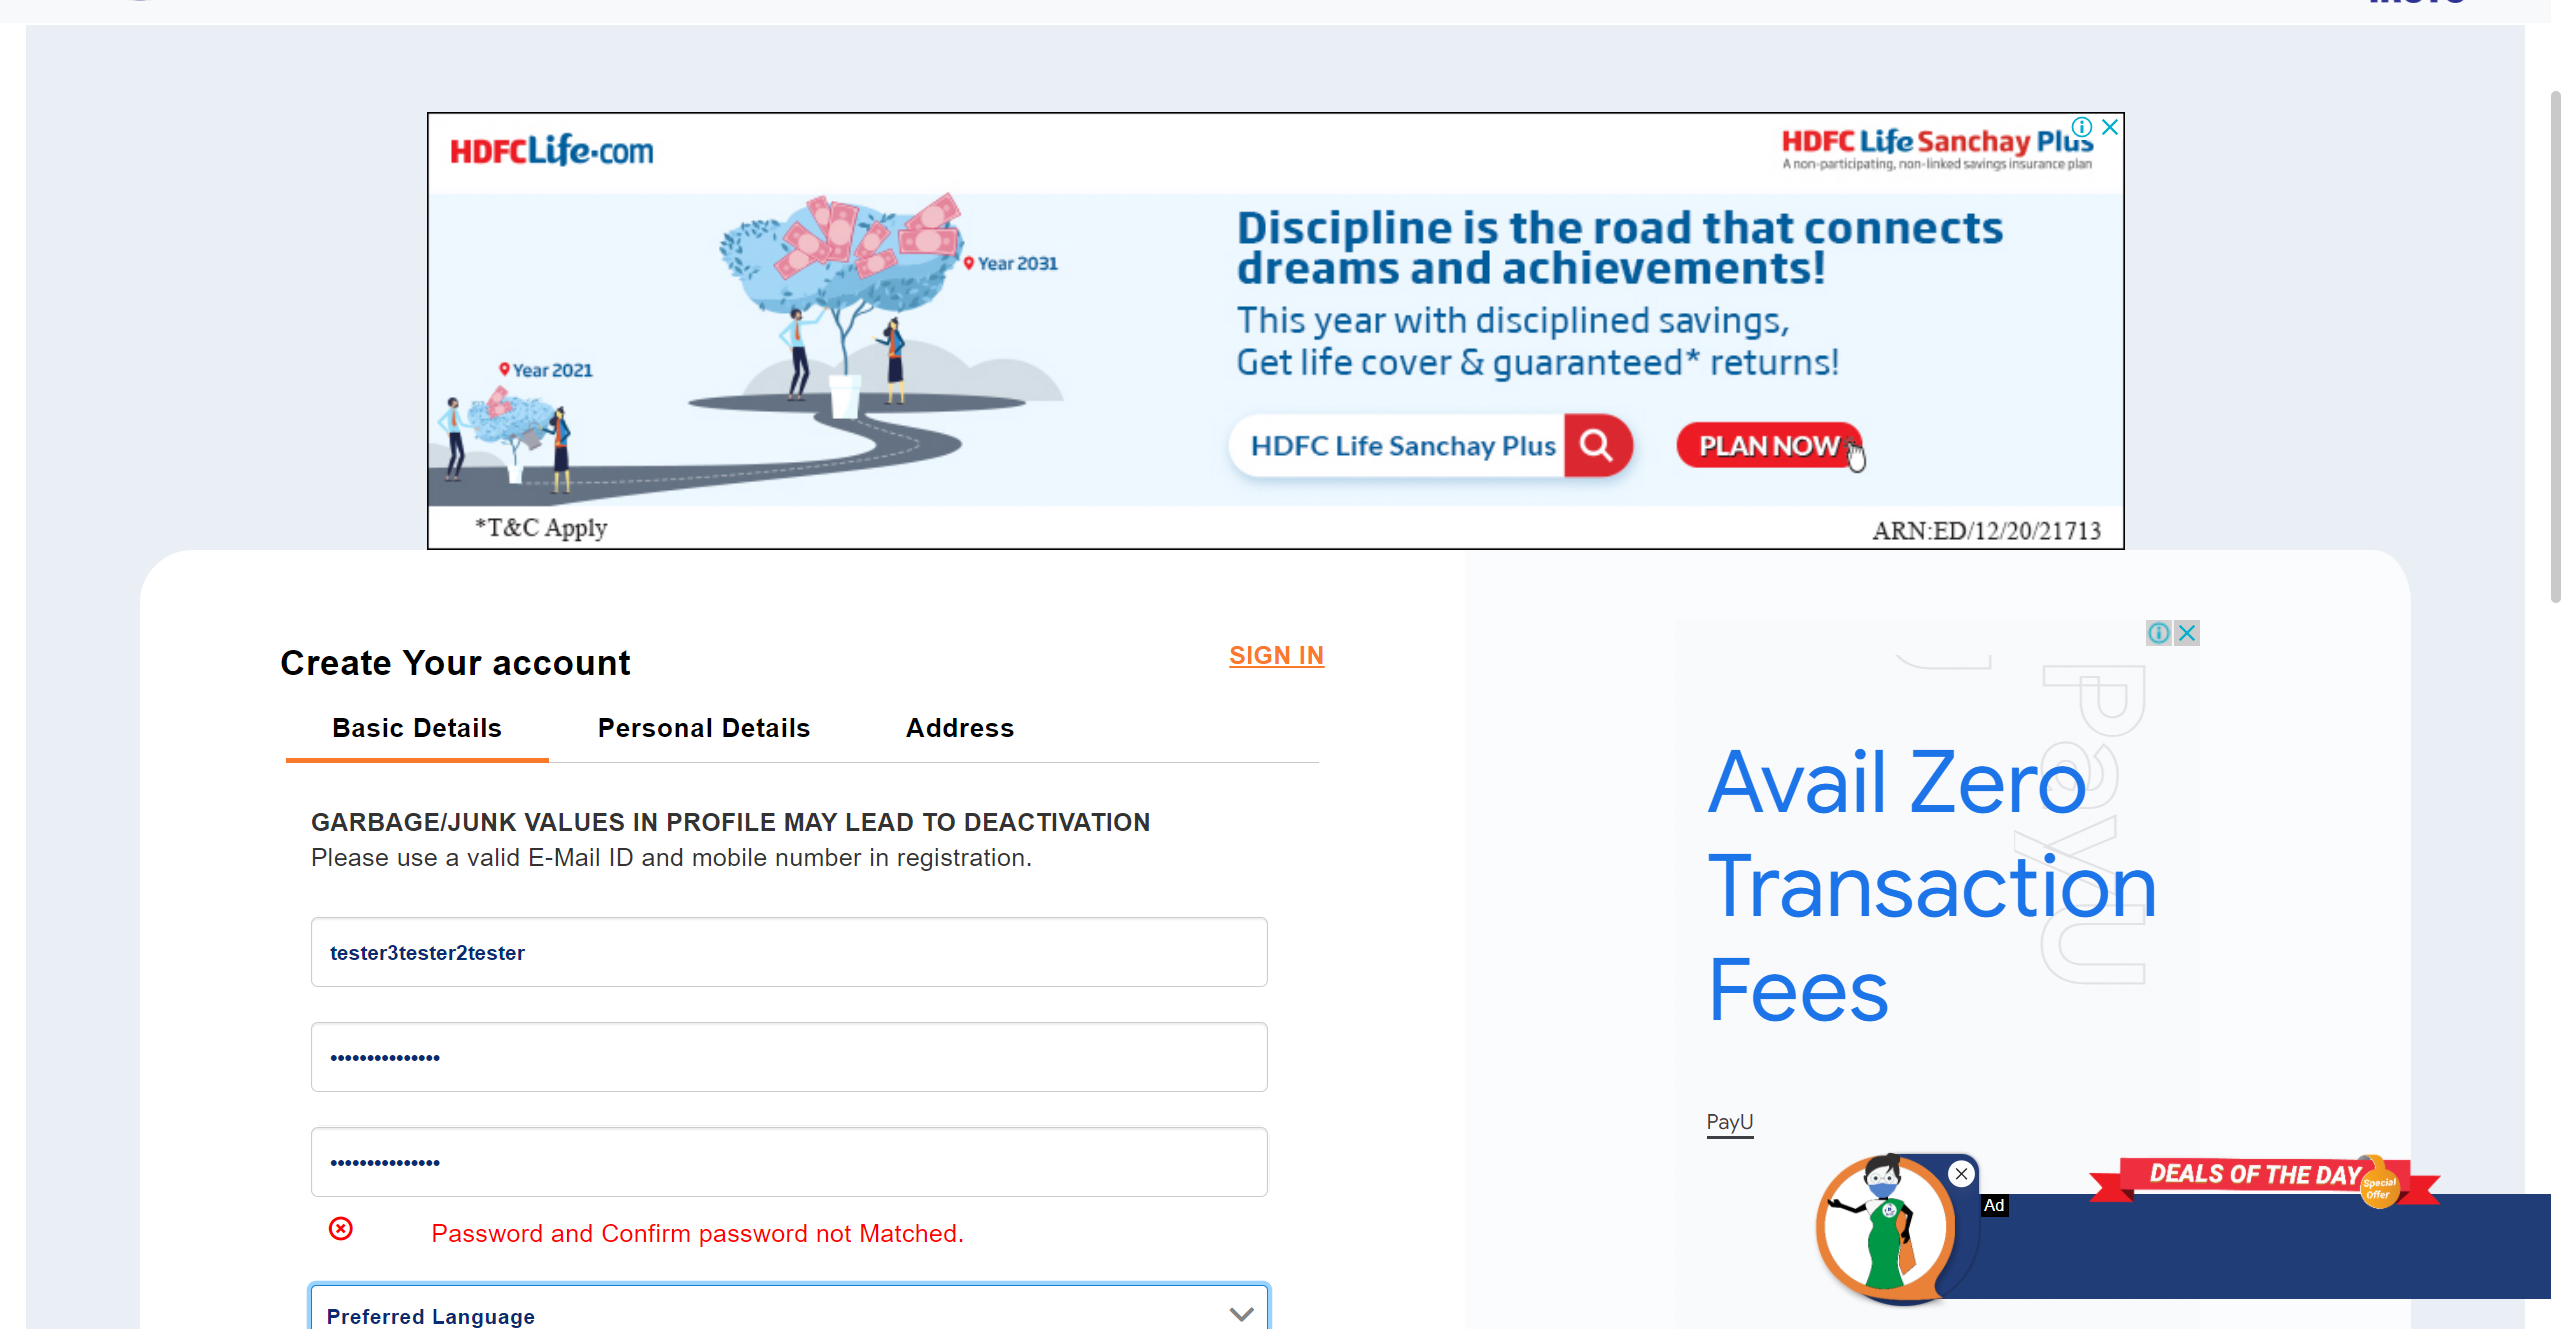 HDFCLife.com
HDFC Life Sanchay Plus
A non-participating, non-linked savings insurance plan
Discipline is the road that connects
dreams and achievements!
Year 2031
This year with disciplined savings,
Get life cover & guaranteed* returns!
Year 2021
HDFC Life Sanchay Plus
PLAN NOW
*T&C Apply
ARN:ED/12/20/21713
Create Your account
SIGN IN
Basic Details
Personal Details
Address
GARBAGE/JUNK VALUES IN PROFILE MAY LEAD TO DEACTIVATION
Please use a valid E-Mail ID and mobile number in registration.
tester3tester2tester
•••••••••••••••
•••••••••••••••
Password and Confirm password not Matched.
Preferred Language
PayU
Avail Zero
Transaction
Fees
PayU
DEALS OF THE DAY
Special
Offer
Ad